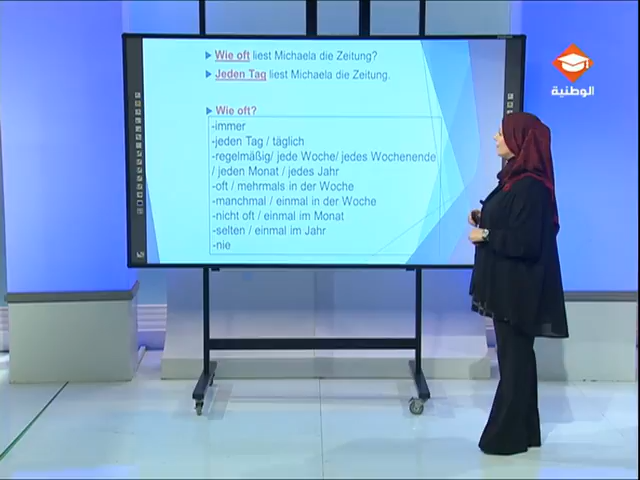 Wie oft liest Michaela die Zeitung?
Jeden Tag liest Michaela die Zeitung.
Wie oft?
-immer
-jeden Tag / täglich
-regelmäßig/ jede Woche/ jedes Wochenende
/ jeden Monat / jedes Jahr
-oft / mehrmals in der Woche
-manchmal / einmal in der Woche
-nicht oft / einmal im Monat
-selten / einmal im Jahr
-nie
الوطنية